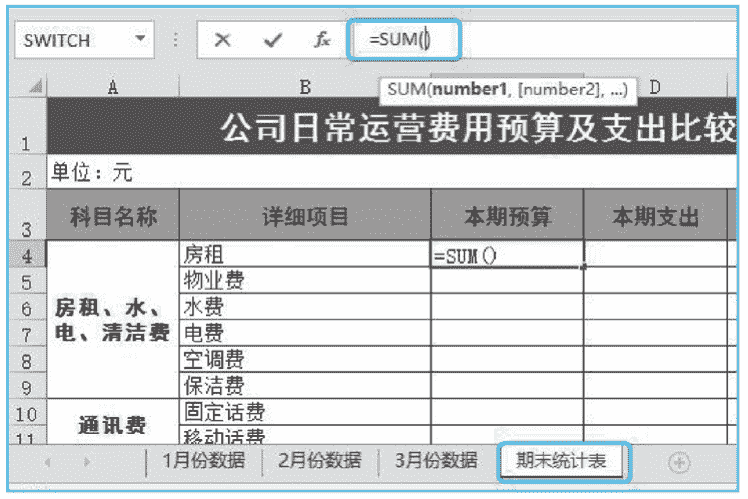 SWITCH
fx
=SUM()
SUM(number1, [number2], ...)
A B D
1 公司日常运营费用预算及支出比较
2 单位：元
3 科目名称 详细项目 本期预算 本期支出
4 房租 =SUM()
5 物业费
6 房租、水、 水费
7 电、清洁费 电费
8 空调费
9 保洁费
10 通讯费 固定话费
11 移动话费
1月份数据 2月份数据 3月份数据 期末统计表